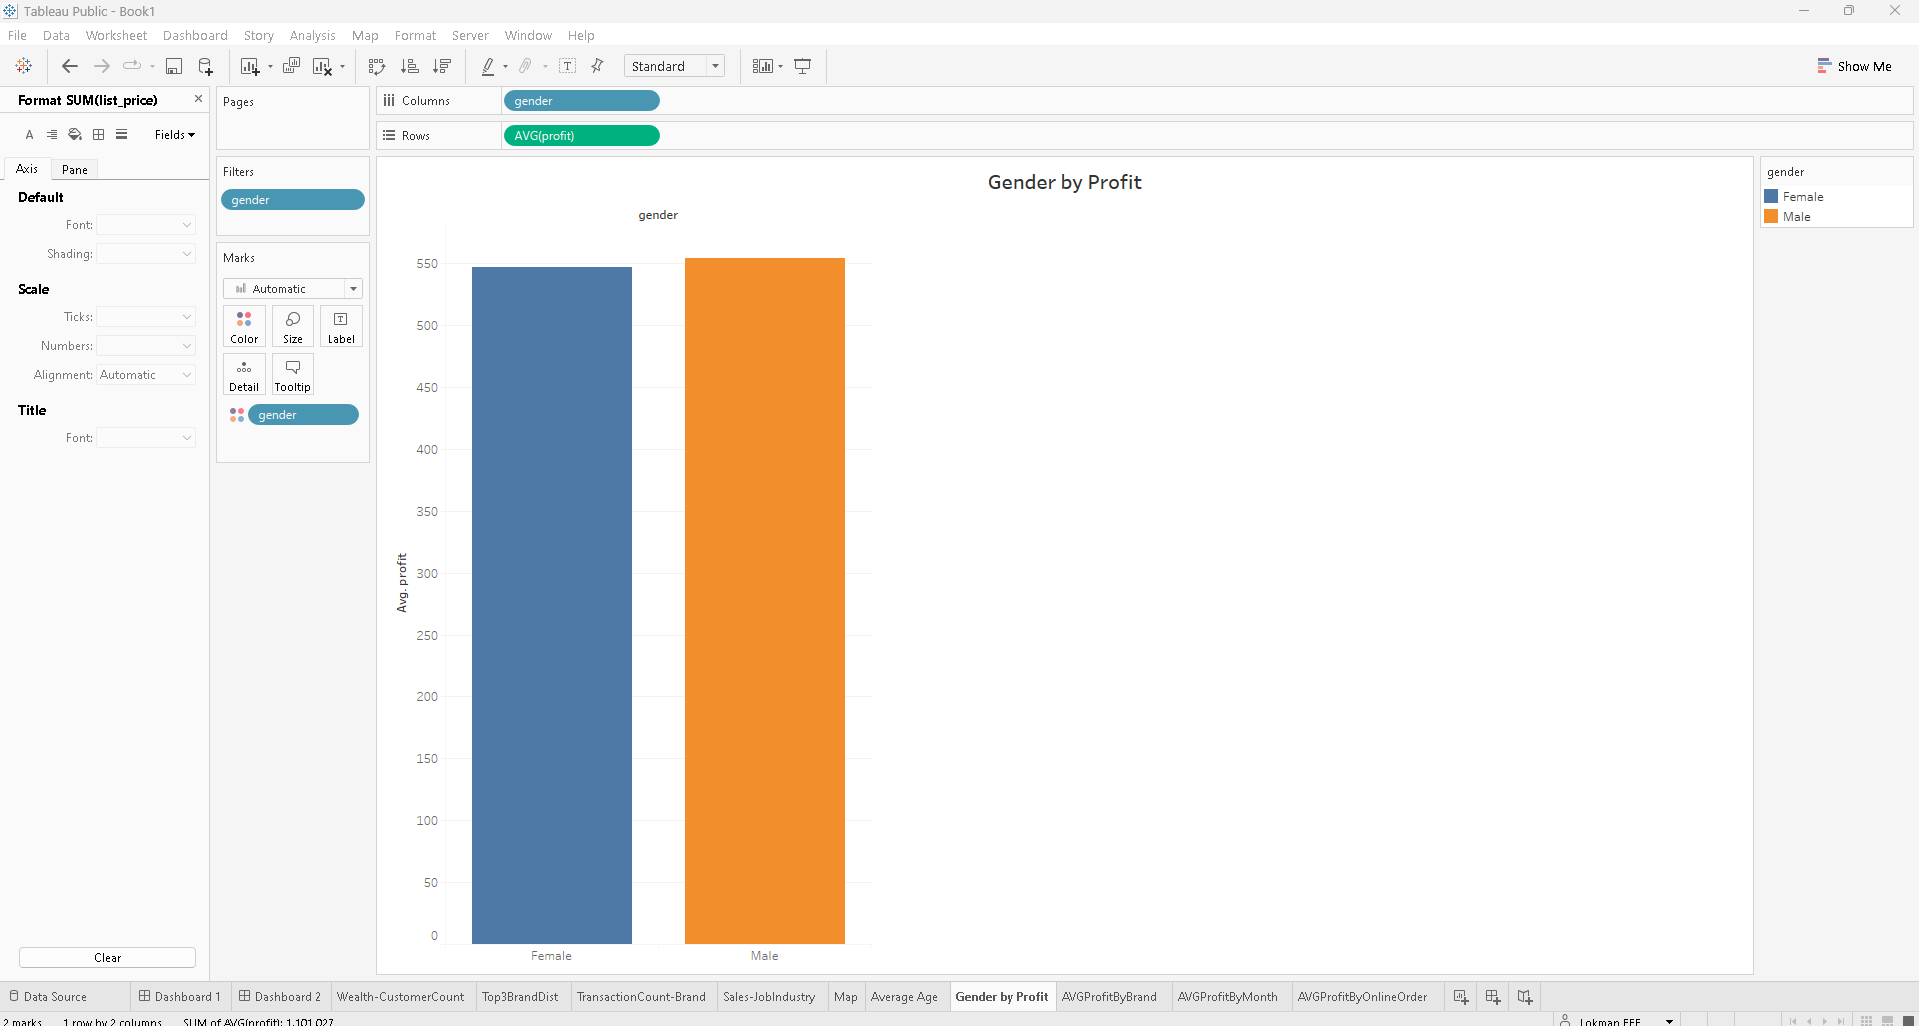 Tableau Public - Book1
File Data Worksheet Dashboard Story Analysis Map Format Server Window Help
Standard
Show Me
Format SUM(list_price)
Fields
Axis Pane
Default
Font:
Shading:
Scale
Ticks:
Numbers:
Alignment: Automatic
Title
Font:
Clear
Pages
Filters
gender
Marks
Automatic
Color Size Label
Detail Tooltip
gender
Columns gender
Rows AVG(profit)
Gender by Profit
gender
550
500
450
400
350
300
250
200
150
100
50
0
Avg. profit
Female Male
gender
Female
Male
Data Source Dashboard 1 Dashboard 2 Wealth-CustomerCount Top3BrandDist TransactionCount-Brand Sales-JobIndustry Map Average Age Gender by Profit AVGProfitByBrand AVGProfitByMonth AVGProfitByOnlineOrder
2 marks 1 row by 2 columns SUM of AVG(profit): 1,101.027 Lokman EFE